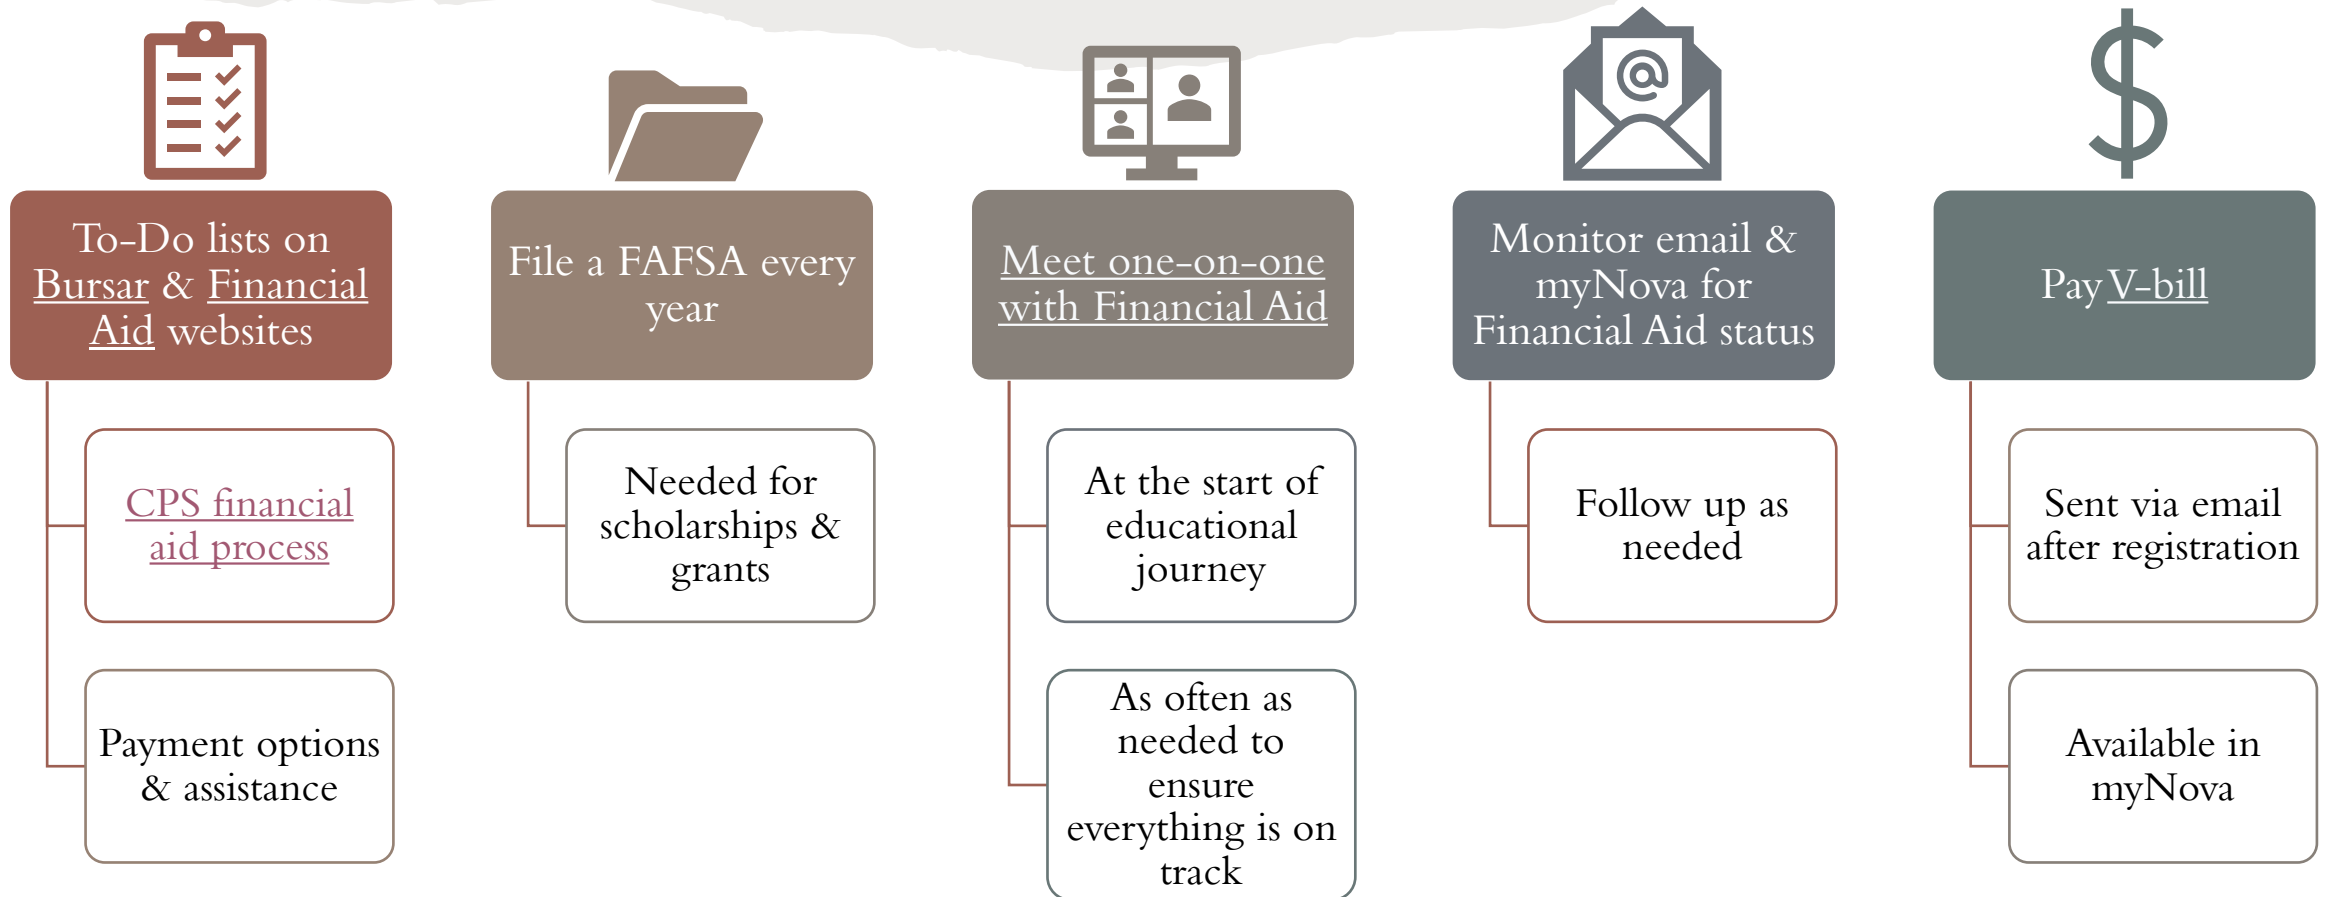 To-Do lists on
Bursar & Financial
Aid websites
CPS financial
aid process
Payment options
& assistance
File a FAFSA every
year
Needed for
scholarships &
grants
Meet one-on-one
with Financial Aid
At the start of
educational
journey
As often as
needed to
ensure
everything is on
track
Monitor email &
myNova for
Financial Aid status
Follow up as
needed
Pay V-bill
Sent via email
after registration
Available in
myNova